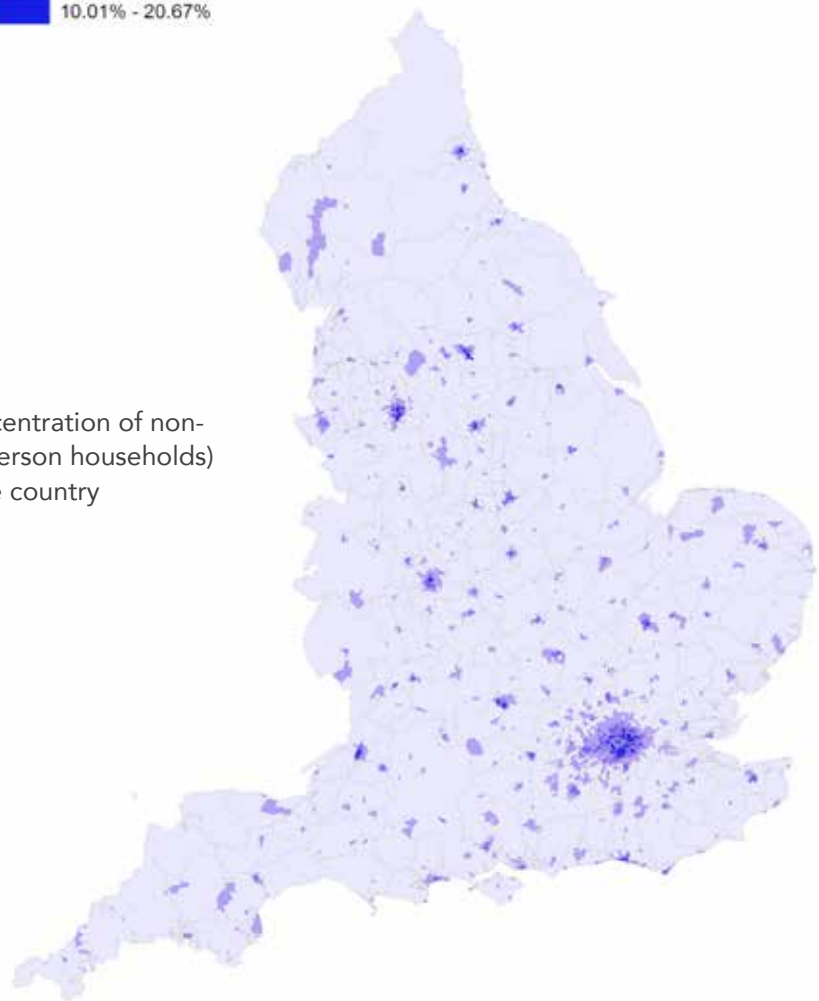 10.01% - 20.67%
centration of non-
erson households)
e country